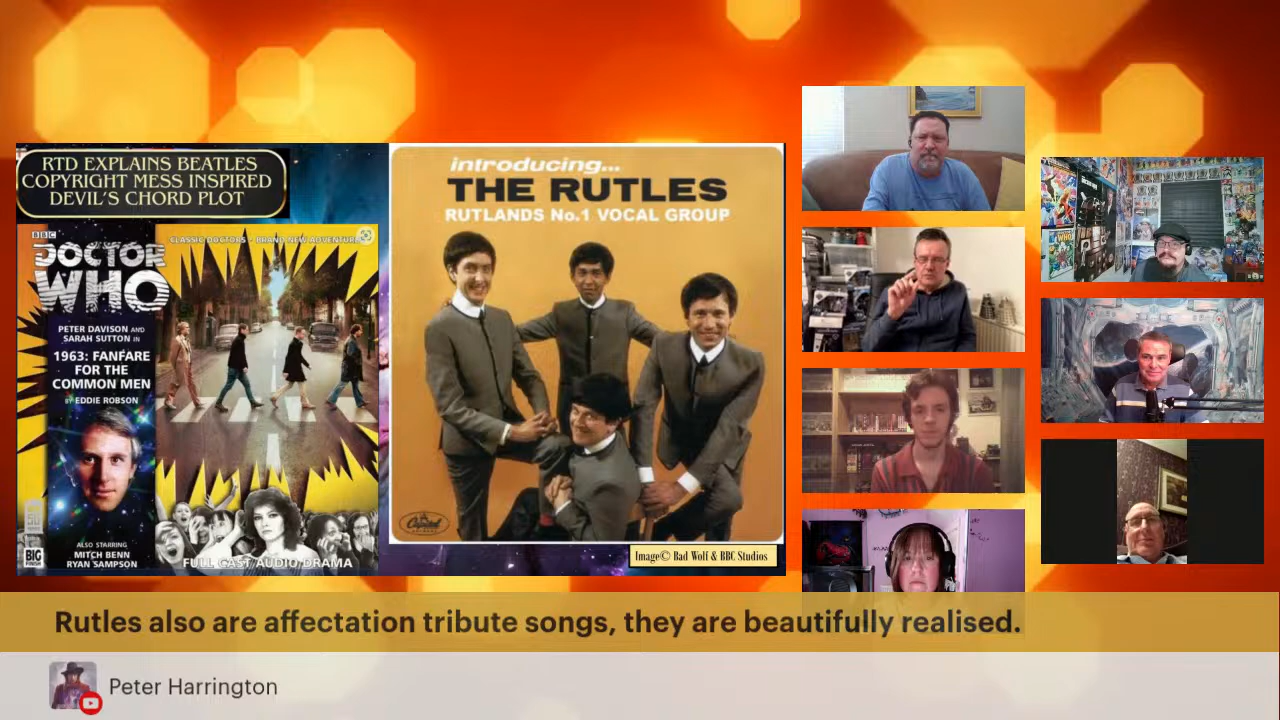 RTD EXPLAINS BEATLES
COPYRIGHT MESS INSPIRED
DEVIL'S CHORD PLOT
BBC
DOCTOR
WHO
CLASSIC DOCTORS - BRAND NEW ADVENTURES
PETER DAVISON AND
SARAH SUTTON IN
1963: FANFARE
FOR THE
COMMON MEN
BY EDDIE ROBSON
ALSO STARRING
MITCH BENN
RYAN SAMPSON
BIG
FINISH
FULL CAST AUDIO DRAMA
introducing...
THE RUTLES
RUTLANDS No.1 VOCAL GROUP
Capitol
Image© Bad Wolf & BBC Studios
Rutles also are affectation tribute songs, they are beautifully realised.
Peter Harrington